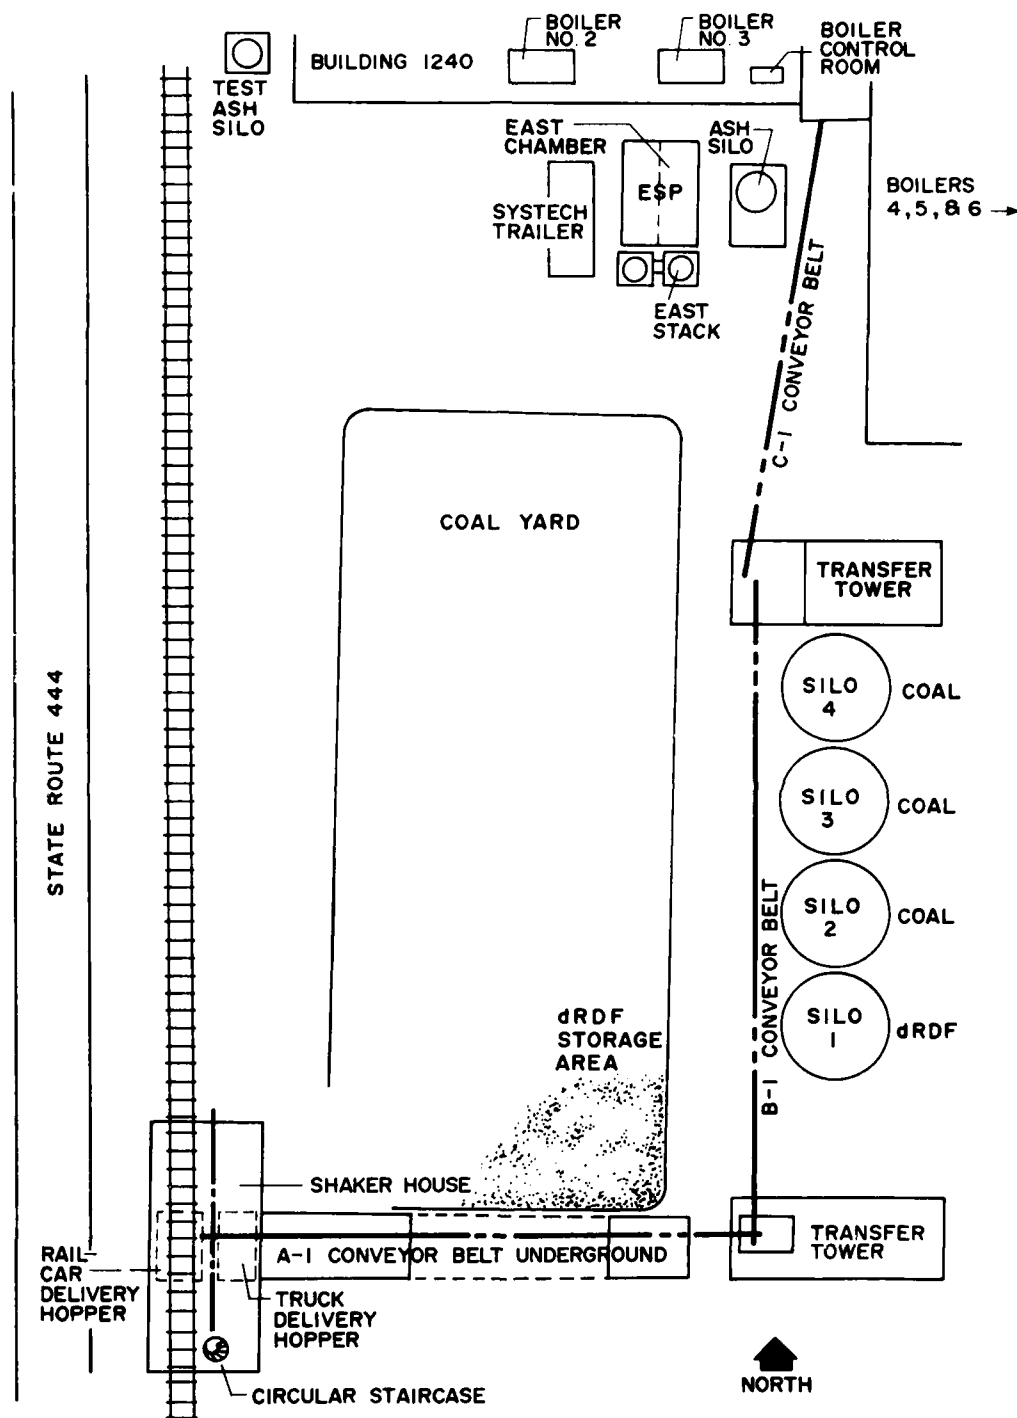 BOILER
NO. 2
BOILER
NO. 3
BOILER
CONTROL
ROOM
BUILDING 1240
TEST
ASH
SILO
EAST
CHAMBER
ASH
SILO
ESP
SYSTECH
TRAILER
BOILERS
4, 5, & 6 →
EAST
STACK
C-1 CONVEYOR BELT
COAL YARD
TRANSFER
TOWER
STATE ROUTE 444
SILO
4
COAL
SILO
3
COAL
SILO
2
COAL
SILO
1
dRDF
B-1 CONVEYOR BELT
dRDF
STORAGE
AREA
SHAKER HOUSE
A-1 CONVEYOR BELT UNDERGROUND
TRANSFER
TOWER
RAIL-
CAR
DELIVERY
HOPPER
TRUCK
DELIVERY
HOPPER
CIRCULAR STAIRCASE
NORTH